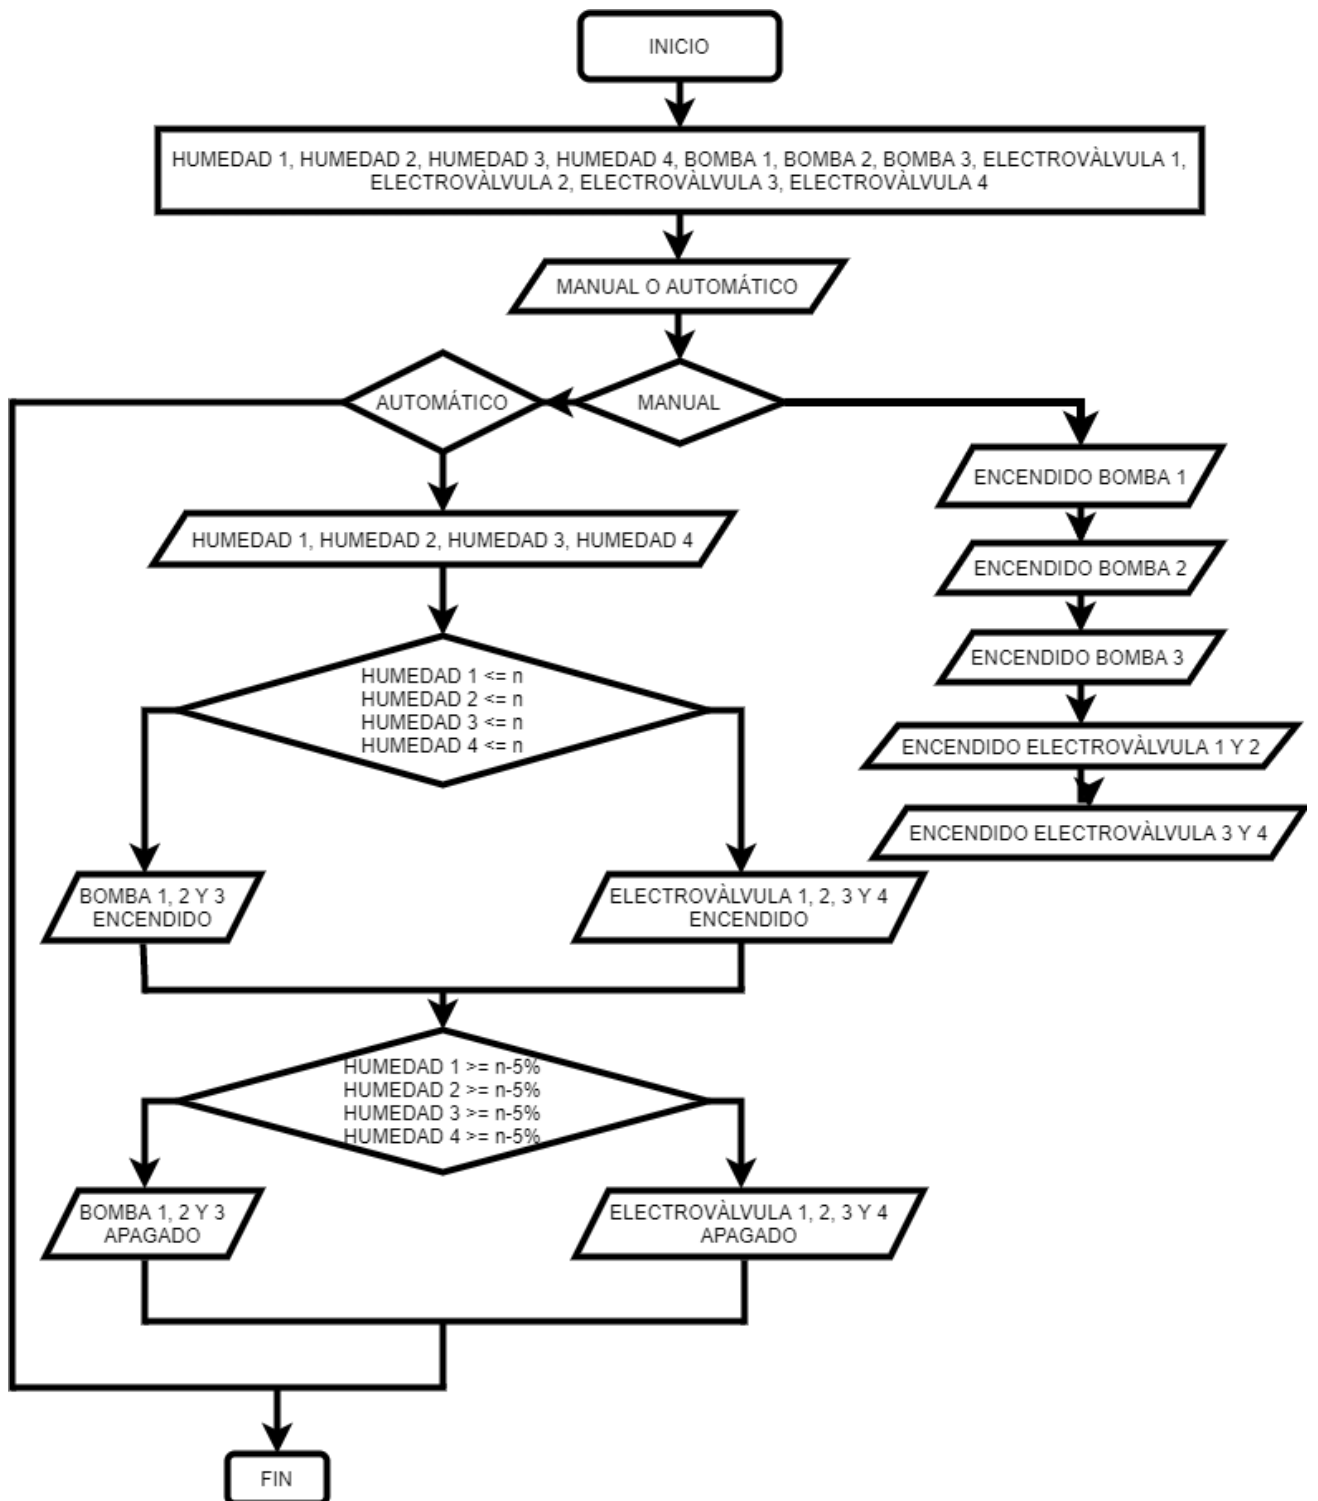 INICIO
HUMEDAD 1, HUMEDAD 2, HUMEDAD 3, HUMEDAD 4, BOMBA 1, BOMBA 2, BOMBA 3, ELECTROVÀLVULA 1,
ELECTROVÀLVULA 2, ELECTROVÀLVULA 3, ELECTROVÀLVULA 4
MANUAL O AUTOMÁTICO
AUTOMÁTICO
MANUAL
ENCENDIDO BOMBA 1
HUMEDAD 1, HUMEDAD 2, HUMEDAD 3, HUMEDAD 4
ENCENDIDO BOMBA 2
ENCENDIDO BOMBA 3
HUMEDAD 1 <= n
HUMEDAD 2 <= n
HUMEDAD 3 <= n
HUMEDAD 4 <= n
ENCENDIDO ELECTROVÀLVULA 1 Y 2
ENCENDIDO ELECTROVÀLVULA 3 Y 4
BOMBA 1, 2 Y 3
ENCENDIDO
ELECTROVÀLVULA 1, 2, 3 Y 4
ENCENDIDO
HUMEDAD 1 >= n-5%
HUMEDAD 2 >= n-5%
HUMEDAD 3 >= n-5%
HUMEDAD 4 >= n-5%
BOMBA 1, 2 Y 3
APAGADO
ELECTROVÀLVULA 1, 2, 3 Y 4
APAGADO
FIN